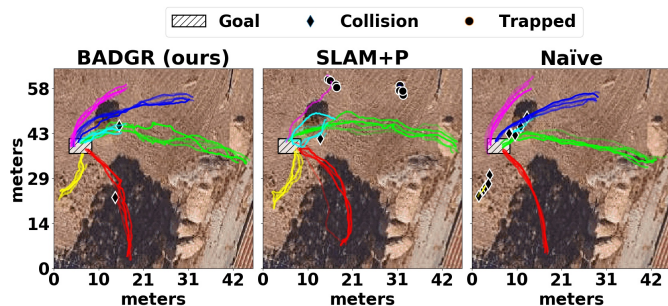 Goal Collision Trapped
BADGR (ours) SLAM+P Naïve
58
43
29
14
0
meters
0 10 21 31 42
meters
0 10 21 31 42
meters
0 10 21 31 42
meters